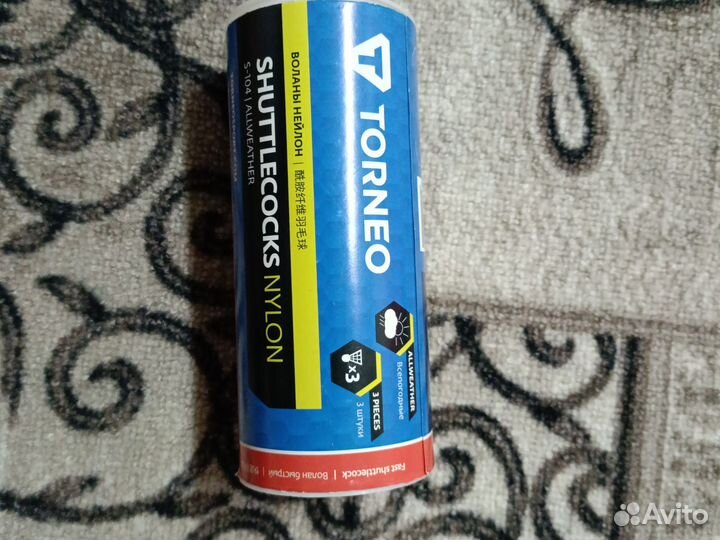 TORNEO
ВОЛАНЫ НЕЙЛОН | 酰胺纤维羽毛球
SHUTTLECOCKS NYLON
S-104 | ALLWEATHER
ALLWEATHER
Всепогодные
x3
3 PIECES
3 ШТУКИ
Fast shuttlecock | Волан быстрый |
Avito